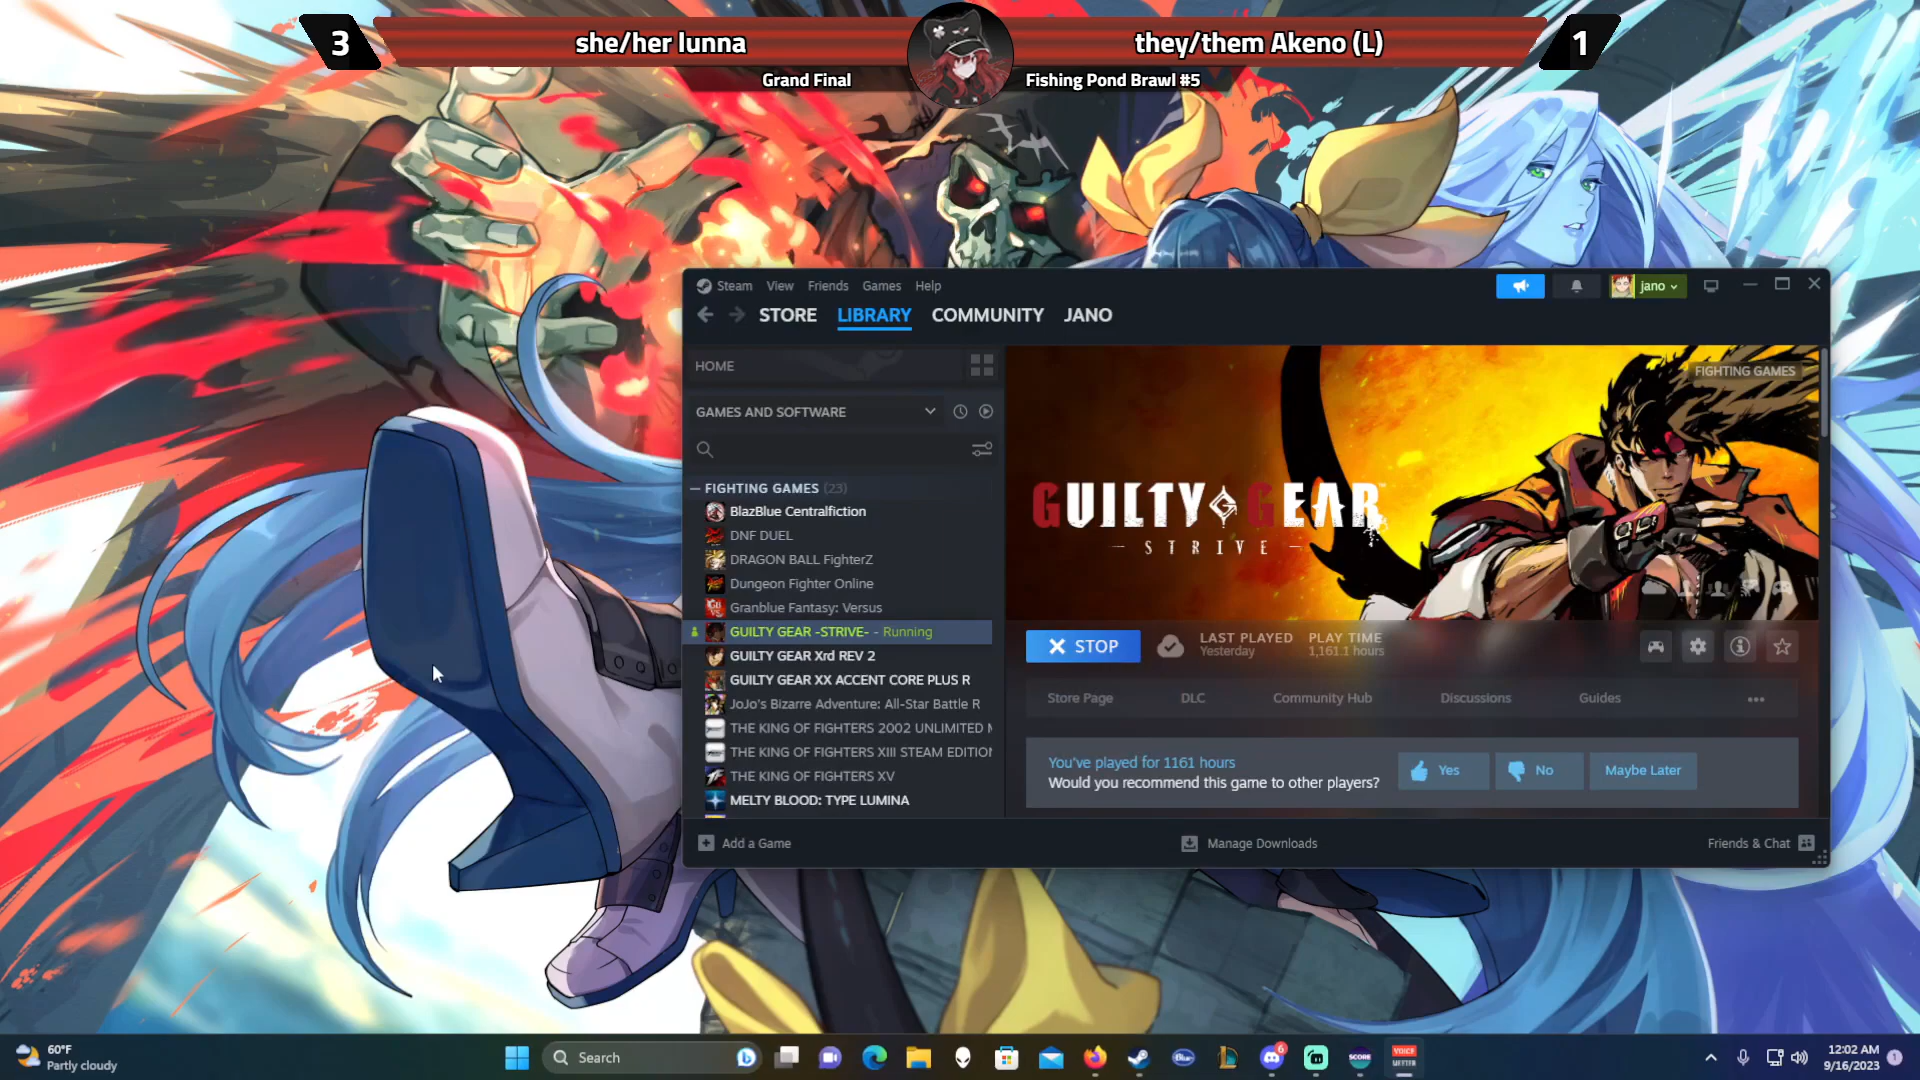 3
she/her lunna
they/them Akeno (L)
1
Grand Final
Fishing Pond Brawl #5
Steam
View
Friends
Games
Help
jano
STORE
LIBRARY
COMMUNITY
JANO
HOME
FIGHTING GAMES
GAMES AND SOFTWARE
FIGHTING GAMES (23)
BlazBlue Centralfiction
DNF DUEL
DRAGON BALL FighterZ
Dungeon Fighter Online
Granblue Fantasy: Versus
GUILTY GEAR -STRIVE- - Running
GUILTY GEAR Xrd REV 2
GUILTY GEAR XX ACCENT CORE PLUS R
JoJo's Bizarre Adventure: All-Star Battle R
THE KING OF FIGHTERS 2002 UNLIMITED M
THE KING OF FIGHTERS XIII STEAM EDITION
THE KING OF FIGHTERS XV
MELTY BLOOD: TYPE LUMINA
GUILTY GEAR™
- STRIVE -
STOP
LAST PLAYED
Yesterday
PLAY TIME
1,161.1 hours
Store Page
DLC
Community Hub
Discussions
Guides
You've played for 1161 hours
Would you recommend this game to other players?
Yes
No
Maybe Later
Add a Game
Manage Downloads
Friends & Chat
60°F
Partly cloudy
Search
6
SCORE
VOICE
MEETER
12:02 AM
9/16/2023
1